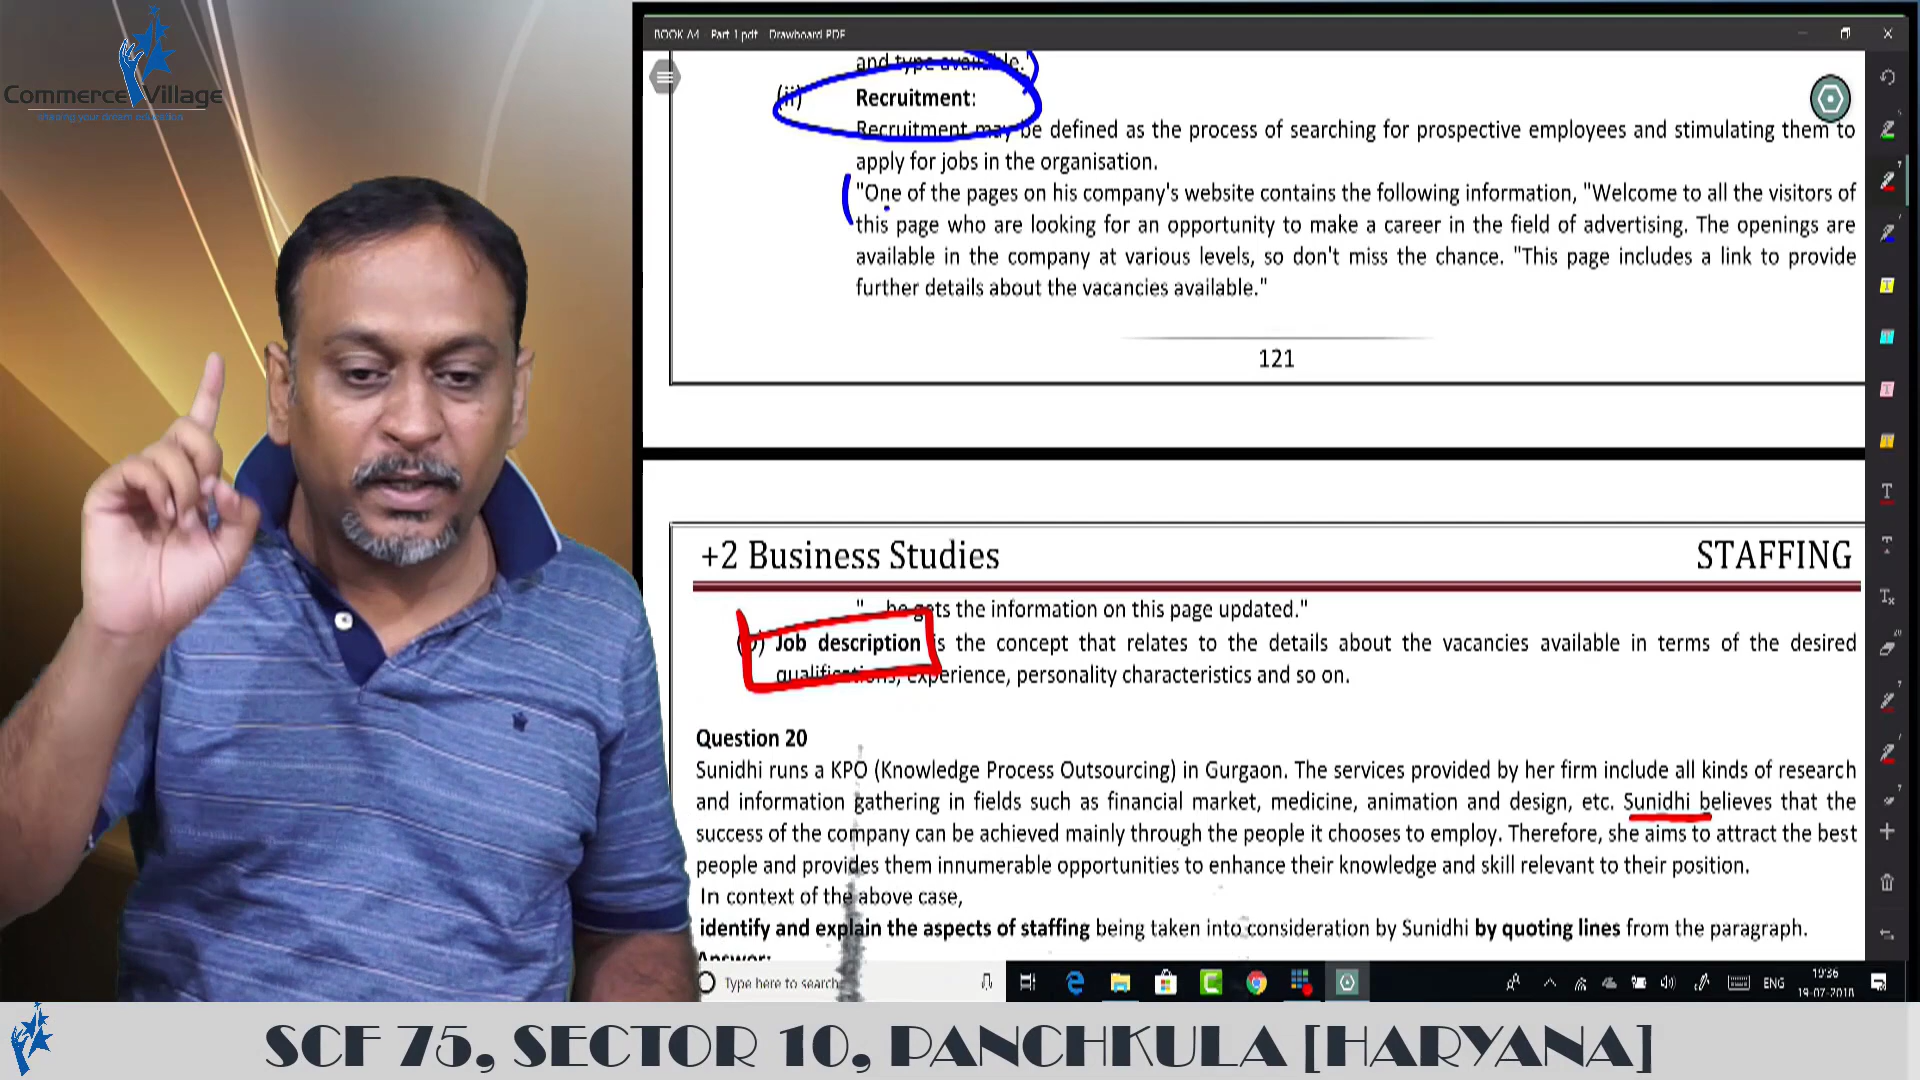 Commerce Village
BOOK A4 - Part 1.pdf - Drawboard PDF
and type available.
(ii) Recruitment:
Recruitment may be defined as the process of searching for prospective employees and stimulating them to
apply for jobs in the organisation.
"One of the pages on his company's website contains the following information, "Welcome to all the visitors of
this page who are looking for an opportunity to make a career in the field of advertising. The openings are
available in the company at various levels, so don't miss the chance. "This page includes a link to provide
further details about the vacancies available."
121
+2 Business Studies STAFFING
" he gets the information on this page updated."
Job description is the concept that relates to the details about the vacancies available in terms of the desired
qualifications, experience, personality characteristics and so on.
Question 20
Sunidhi runs a KPO (Knowledge Process Outsourcing) in Gurgaon. The services provided by her firm include all kinds of research
and information gathering in fields such as financial market, medicine, animation and design, etc. Sunidhi believes that the
success of the company can be achieved mainly through the people it chooses to employ. Therefore, she aims to attract the best
people and provides them innumerable opportunities to enhance their knowledge and skill relevant to their position.
In context of the above case,
identify and explain the aspects of staffing being taken into consideration by Sunidhi by quoting lines from the paragraph.
Answer:
Type here to search
ENG
19:36
19-07-2018
SCF 75, SECTOR 10, PANCHKULA [HARYANA]